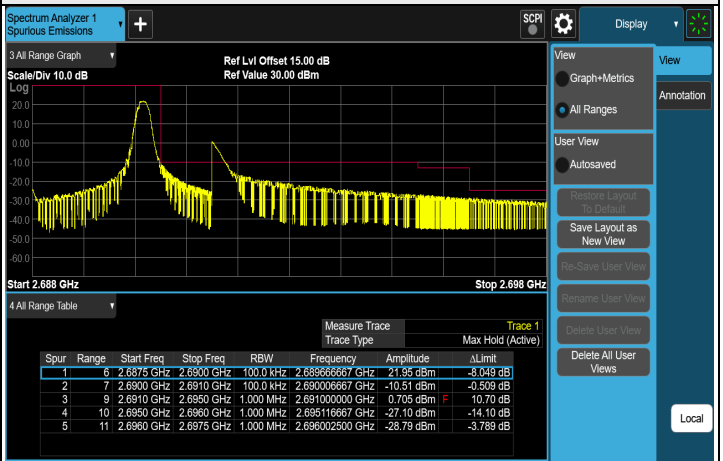 Spectrum Analyzer 1
Spurious Emissions
+
SCPI
Display
3 All Range Graph
Ref Lvl Offset 15.00 dB
Scale/Div 10.0 dB
Ref Value 30.00 dBm
Log
20.0
10.0
0.00
-10.0
-20.0
-30.0
-40.0
-50.0
-60.0
Start 2.688 GHz
Stop 2.698 GHz
4 All Range Table
Measure Trace Trace 1
Trace Type Max Hold (Active)
Spur Range Start Freq Stop Freq RBW Frequency Amplitude ΔLimit
1 6 2.6875 GHz 2.6900 GHz 100.0 kHz 2.689666667 GHz 21.95 dBm -8.049 dB
2 7 2.6900 GHz 2.6910 GHz 100.0 kHz 2.690006667 GHz -10.51 dBm -0.509 dB
3 9 2.6910 GHz 2.6950 GHz 1.000 MHz 2.691000000 GHz 0.705 dBm F 10.70 dB
4 10 2.6950 GHz 2.6960 GHz 1.000 MHz 2.695116667 GHz -27.10 dBm -14.10 dB
5 11 2.6960 GHz 2.6975 GHz 1.000 MHz 2.696002500 GHz -28.79 dBm -3.789 dB
View
Graph+Metrics
All Ranges
User View
Autosaved
Restore Layout
To Default
Save Layout as
New View
Re-Save User View
Rename User View
Delete User View
Delete All User
Views
View
Annotation
Local